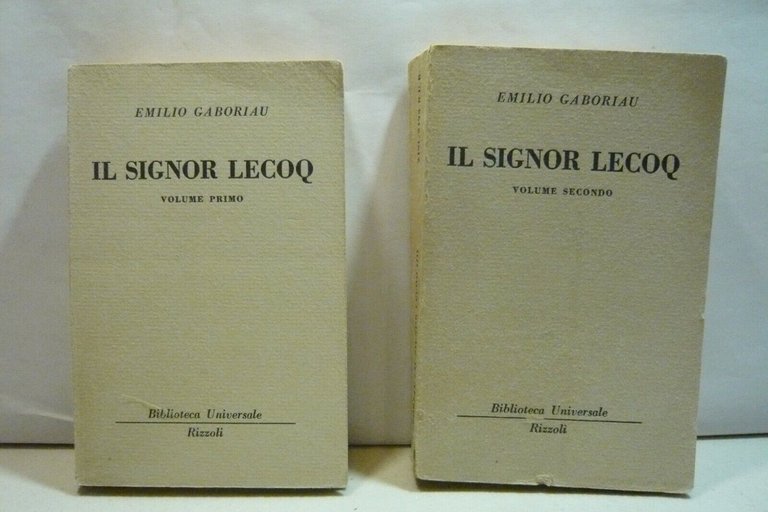 EMILIO GABORIAU
IL SIGNOR LECOQ
VOLUME PRIMO
Biblioteca Universale
Rizzoli
EMILIO GABORIAU
IL SIGNOR LECOQ
VOLUME SECONDO
Biblioteca Universale
Rizzoli